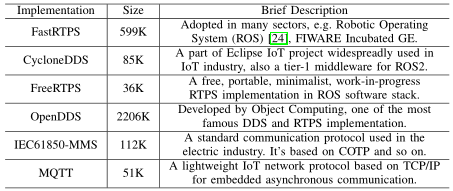 Implementation Size Brief Description
FastRTPS 599K Adopted in many sectors, e.g. Robotic Operating
System (ROS) [24], FIWARE Incubated GE.
CycloneDDS 85K A part of Eclipse IoT project widespreadly used in
IoT industry, also a tier-1 middleware for ROS2.
FreeRTPS 36K A free, portable, minimalist, work-in-progress
RTPS implementation in ROS software stack.
OpenDDS 2206K Developed by Object Computing, one of the most
famous DDS and RTPS implementation.
IEC61850-MMS 112K A standard communication protocol used in the
electric industry. It's based on COTP and so on.
MQTT 51K A lightweight IoT network protocol based on TCP/IP
for embedded asynchronous communication.